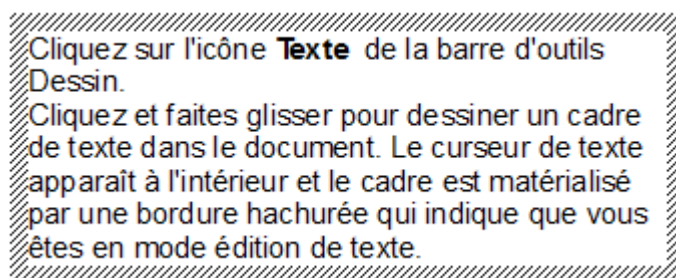 Cliquez sur l'icône Texte de la barre d'outils
Dessin.
Cliquez et faites glisser pour dessiner un cadre
de texte dans le document. Le curseur de texte
apparaît à l'intérieur et le cadre est matérialisé
par une bordure hachurée qui indique que vous
êtes en mode édition de texte.